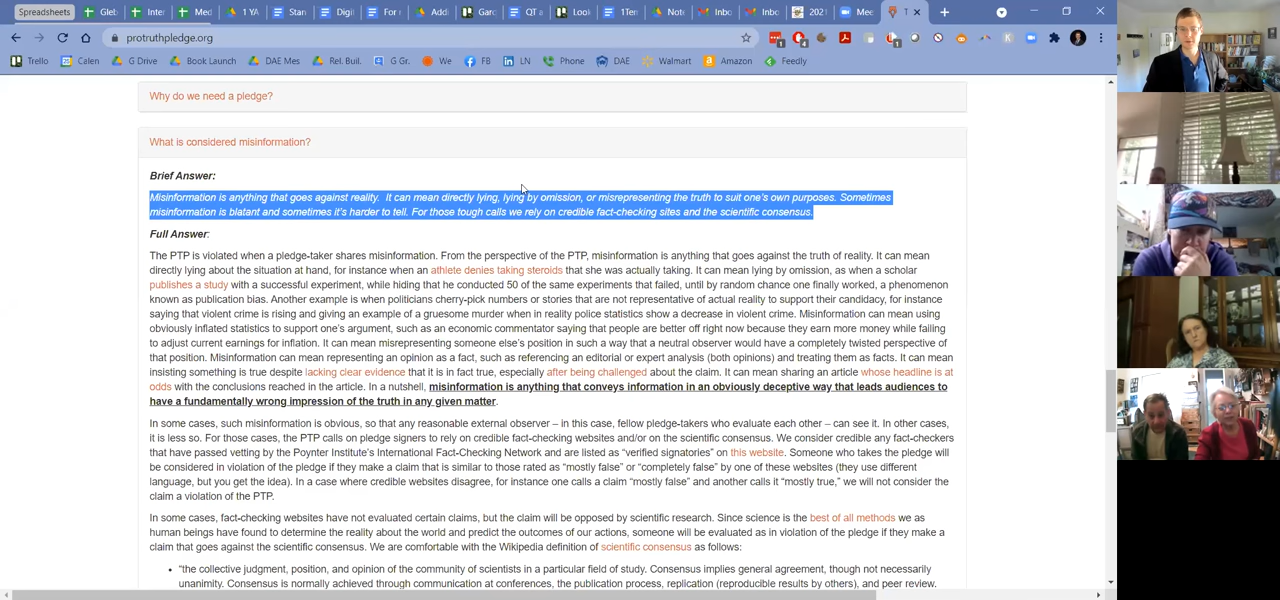 Spreadsheets Gleb Inter Med 1 YA Stan Digit For Addi Garc QT a Look 1Tem Note Inbo Inbo 2021 Mee T
protruthpledge.org
Trello Calen G Drive Book Launch DAE Mes Rel. Buil. G Gr. We FB LN Phone DAE Walmart Amazon Feedly
Why do we need a pledge?
What is considered misinformation?
Brief Answer:
Misinformation is anything that goes against reality. It can mean directly lying, lying by omission, or misrepresenting the truth to suit one's own purposes. Sometimes
misinformation is blatant and sometimes it's harder to tell. For those tough calls we rely on credible fact-checking sites and the scientific consensus.
Full Answer:
The PTP is violated when a pledge-taker shares misinformation. From the perspective of the PTP, misinformation is anything that goes against the truth of reality. It can mean
directly lying about the situation at hand, for instance when an athlete denies taking steroids that she was actually taking. It can mean lying by omission, as when a scholar
publishes a study with a successful experiment, while hiding that he conducted 50 of the same experiments that failed, until by random chance one finally worked, a phenomenon
known as publication bias. Another example is when politicians cherry-pick numbers or stories that are not representative of actual reality to support their candidacy, for instance
saying that violent crime is rising and giving an example of a gruesome murder when in reality police statistics show a decrease in violent crime. Misinformation can mean using
obviously inflated statistics to support one's argument, such as an economic commentator saying that people are better off right now because they earn more money while failing
to adjust current earnings for inflation. It can mean misrepresenting someone else's position in such a way that a neutral observer would have a completely twisted perspective of
that position. Misinformation can mean representing an opinion as a fact, such as referencing an editorial or expert analysis (both opinions) and treating them as facts. It can mean
insisting something is true despite lacking clear evidence that it is in fact true, especially after being challenged about the claim. It can mean sharing an article whose headline is at
odds with the conclusions reached in the article. In a nutshell, misinformation is anything that conveys information in an obviously deceptive way that leads audiences to
have a fundamentally wrong impression of the truth in any given matter.
In some cases, such misinformation is obvious, so that any reasonable external observer – in this case, fellow pledge-takers who evaluate each other – can see it. In other cases,
it is less so. For those cases, the PTP calls on pledge signers to rely on credible fact-checking websites and/or on the scientific consensus. We consider credible any fact-checkers
that have passed vetting by the Poynter Institute's International Fact-Checking Network and are listed as “verified signatories” on this website. Someone who takes the pledge will
be considered in violation of the pledge if they make a claim that is similar to those rated as “mostly false” or “completely false” by one of these websites (they use different
language, but you get the idea). In a case where credible websites disagree, for instance one calls a claim “mostly false” and another calls it “mostly true,” we will not consider the
claim a violation of the PTP.
In some cases, fact-checking websites have not evaluated certain claims, but the claim will be opposed by scientific research. Since science is the best of all methods we as
human beings have found to determine the reality about the world and predict the outcomes of our actions, someone will be evaluated as in violation of the pledge if they make a
claim that goes against the scientific consensus. We are comfortable with the Wikipedia definition of scientific consensus as follows:
• “the collective judgment, position, and opinion of the community of scientists in a particular field of study. Consensus implies general agreement, though not necessarily
unanimity. Consensus is normally achieved through communication at conferences, the publication process, replication (reproducible results by others), and peer review.